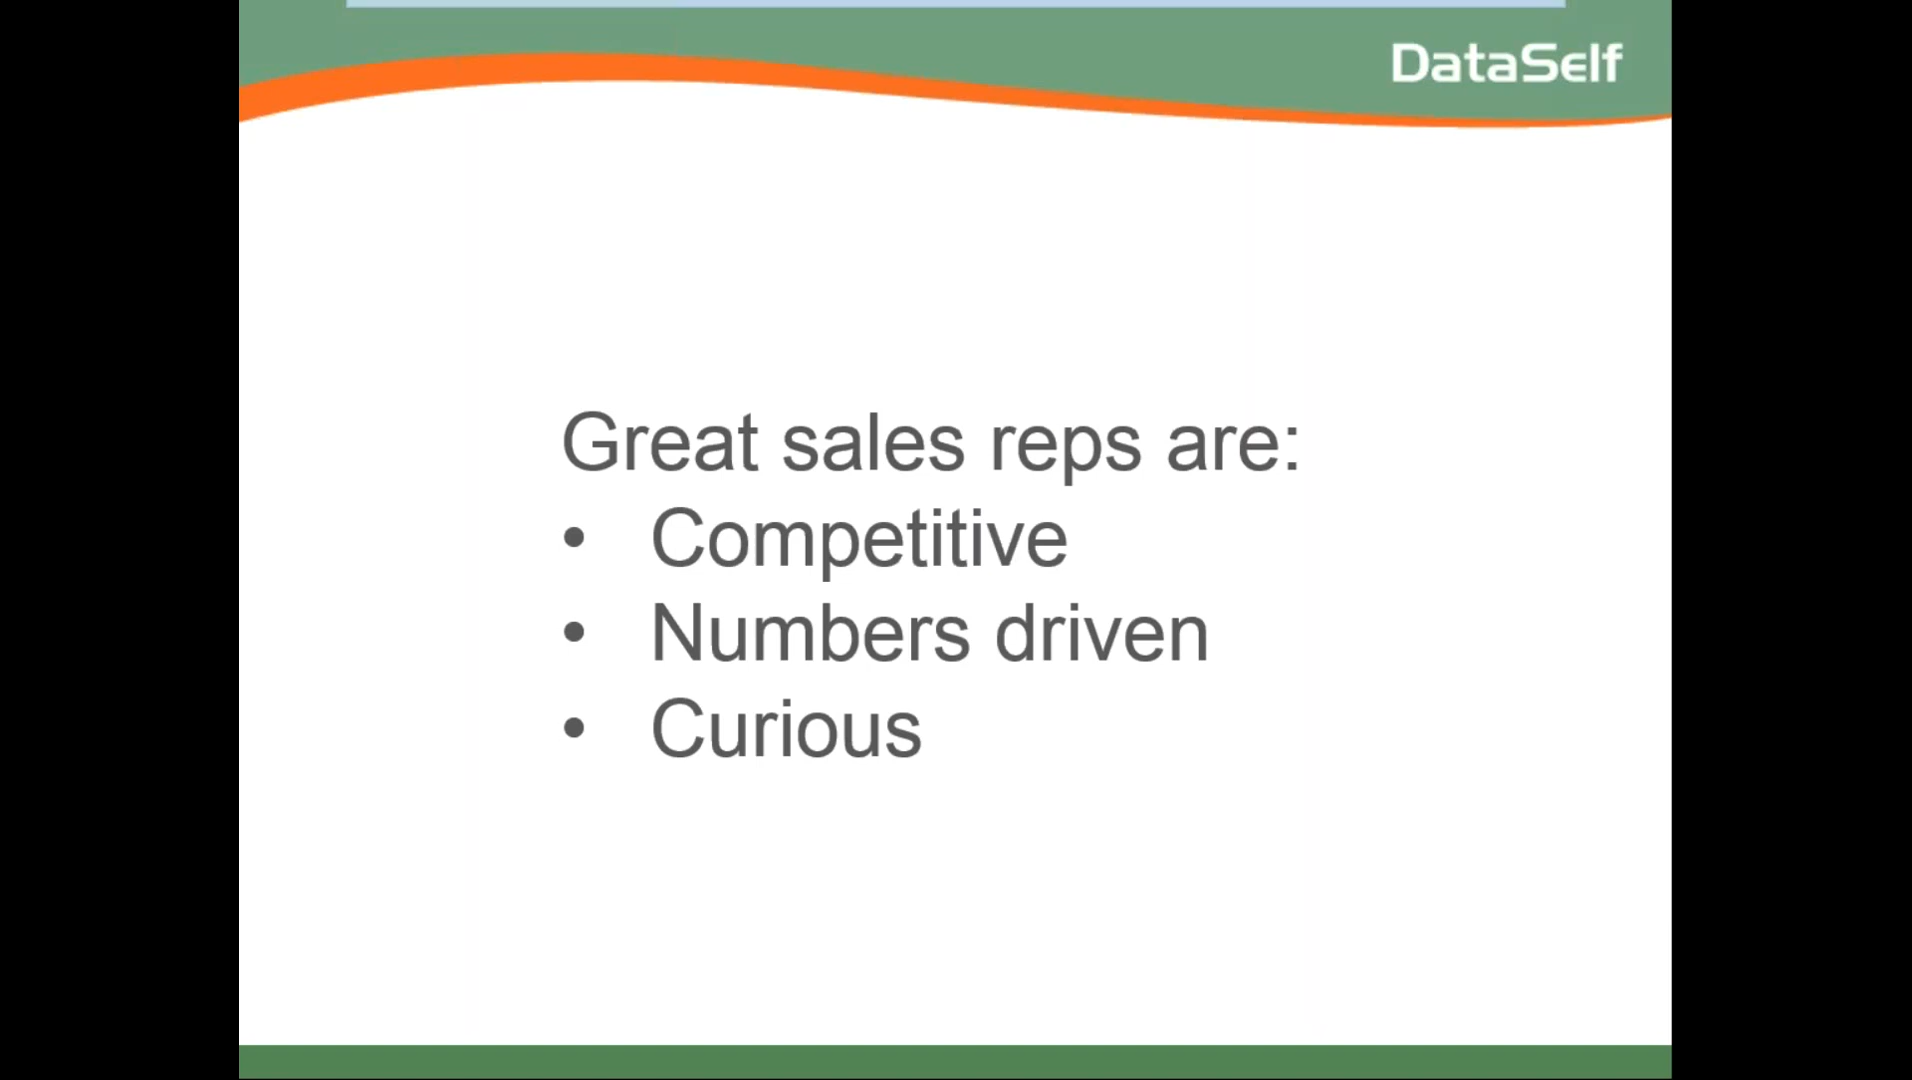 DataSelf
Great sales reps are:
• Competitive
• Numbers driven
• Curious